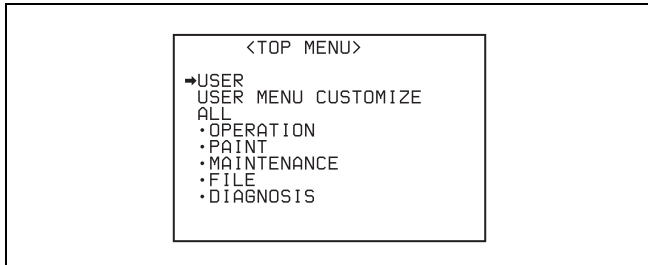 <TOP MENU>
➡USER
USER MENU CUSTOMIZE
ALL
·OPERATION
·PAINT
·MAINTENANCE
·FILE
·DIAGNOSIS